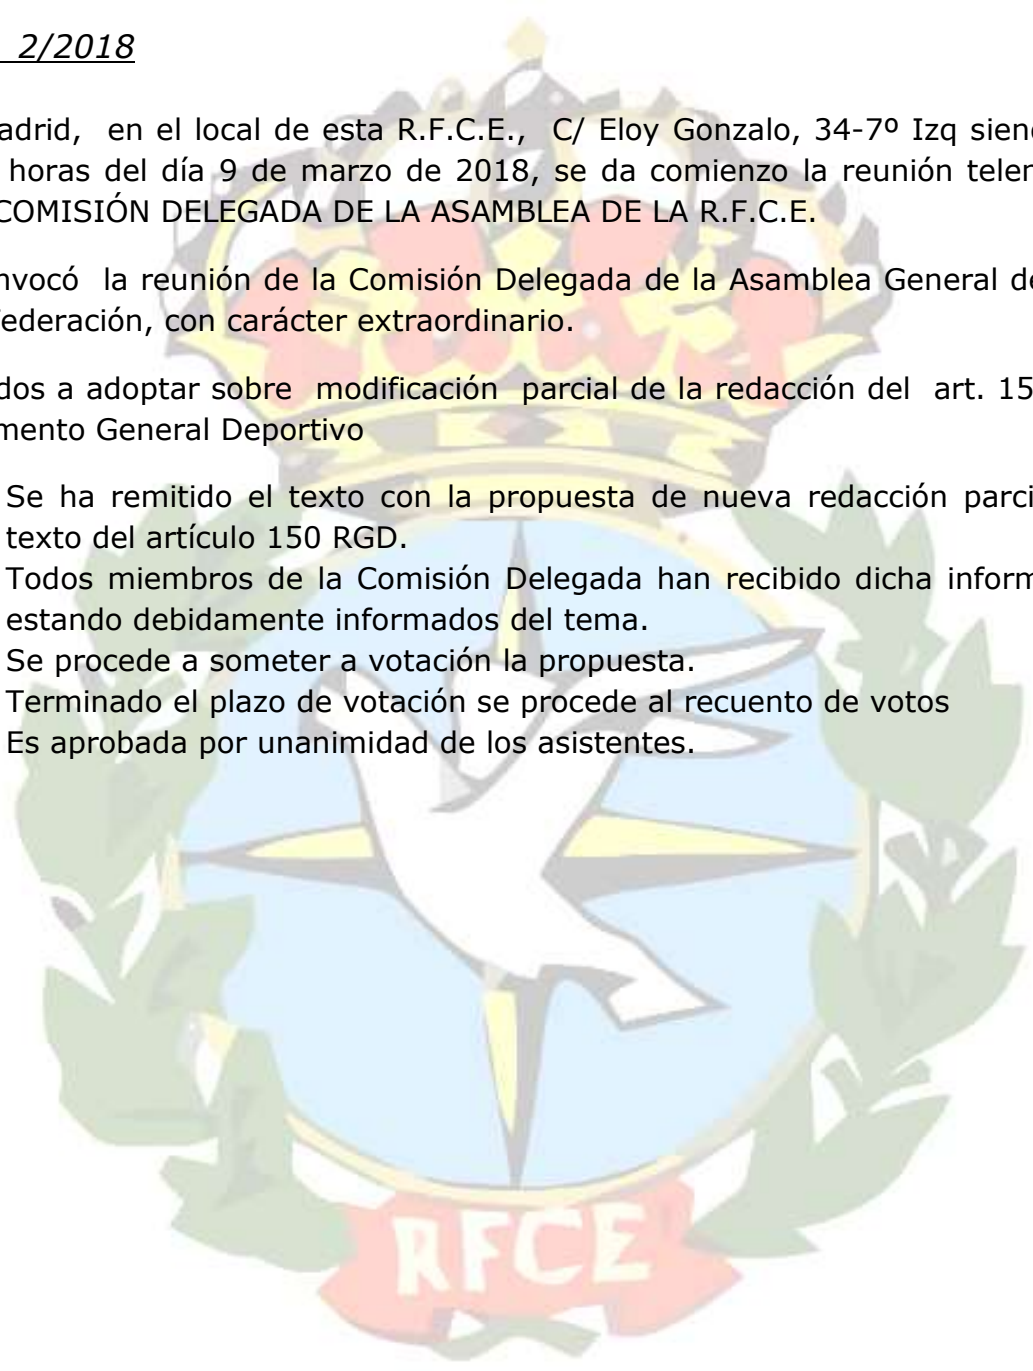 2/2018
adrid, en el local de esta R.F.C.E., C/ Eloy Gonzalo, 34-7º Izq sien
horas del día 9 de marzo de 2018, se da comienzo la reunión teler
COMISIÓN DELEGADA DE LA ASAMBLEA DE LA R.F.C.E.
nvocó la reunión de la Comisión Delegada de la Asamblea General de
ederación, con carácter extraordinario.
dos a adoptar sobre modificación parcial de la redacción del art. 15
mento General Deportivo
Se ha remitido el texto con la propuesta de nueva redacción parci
texto del artículo 150 RGD.
Todos miembros de la Comisión Delegada han recibido dicha inform
estando debidamente informados del tema.
Se procede a someter a votación la propuesta.
Terminado el plazo de votación se procede al recuento de votos
Es aprobada por unanimidad de los asistentes.
RFCE